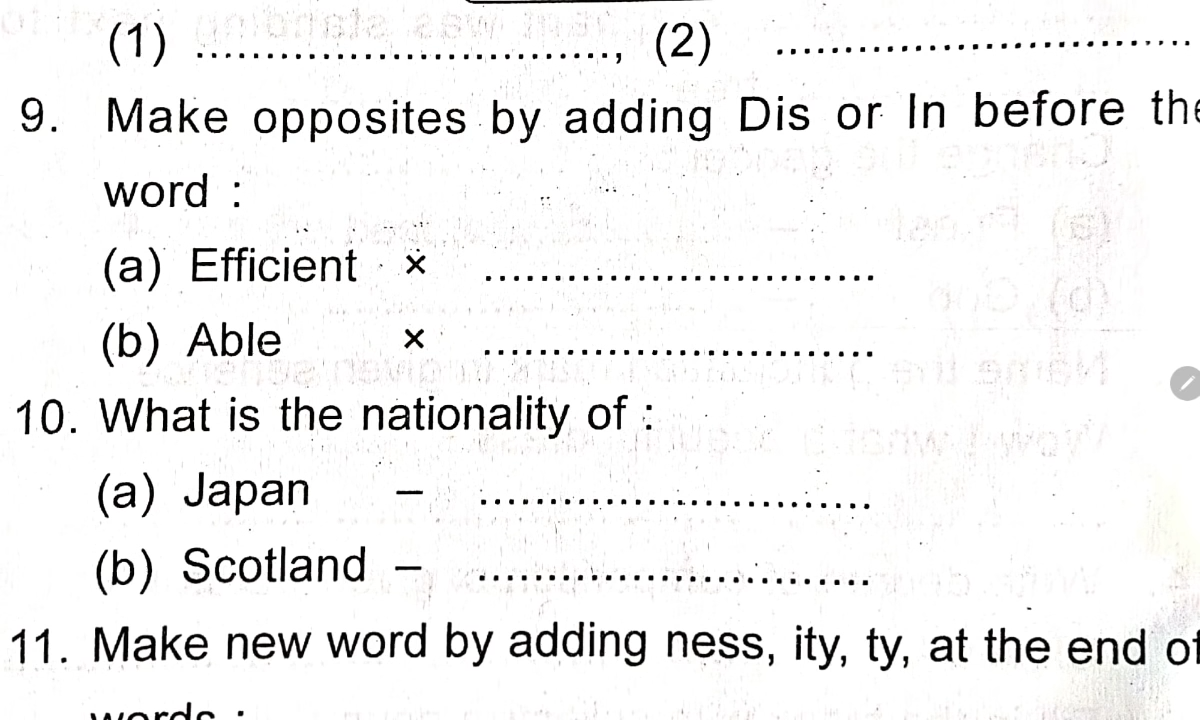 (1) ................................, (2) ................................
9. Make opposites by adding Dis or In before the
word :
(a) Efficient × ............................
(b) Able × ............................
10. What is the nationality of :
(a) Japan – ............................
(b) Scotland – ............................
11. Make new word by adding ness, ity, ty, at the end of
words :